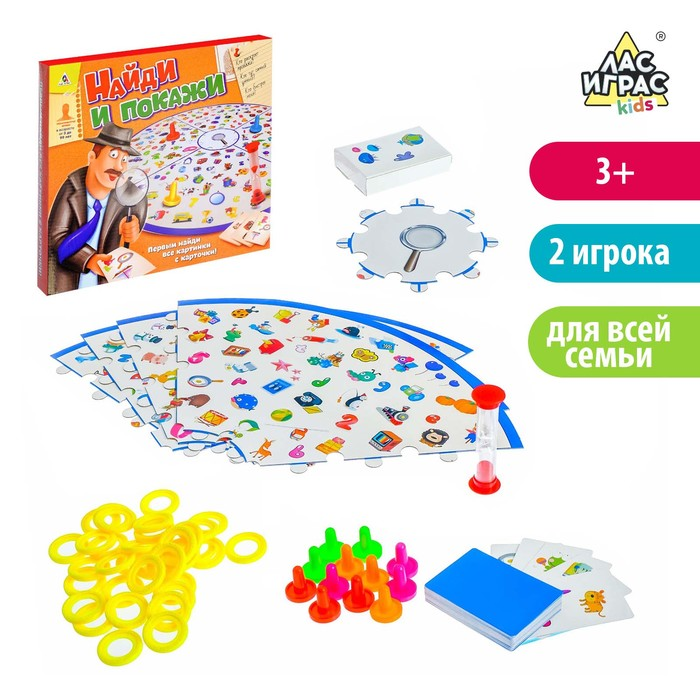 Найди
и покажи
Первым найди
все картинки
с карточки!
ЛАС
ИГРАС
kids
®
3+
2 игрока
для всей
семьи